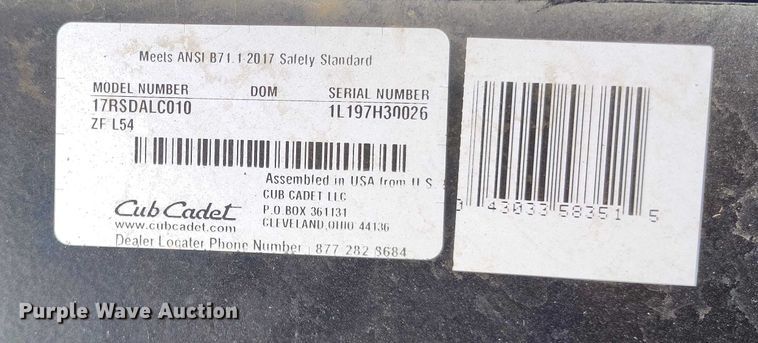 Meets ANSI B71.1-2017 Safety Standard
MODEL NUMBER DOM SERIAL NUMBER
17RSDALC010 1L197H30026
ZF L54
Assembled in USA from U.S.
CUB CADET LLC
P.O.BOX 361131
CLEVELAND,OHIO 44136
Cub Cadet
www.cubcadet.com
Dealer Locater Phone Number : 877 282 8684
0 43033 58351 5
Purple Wave Auction